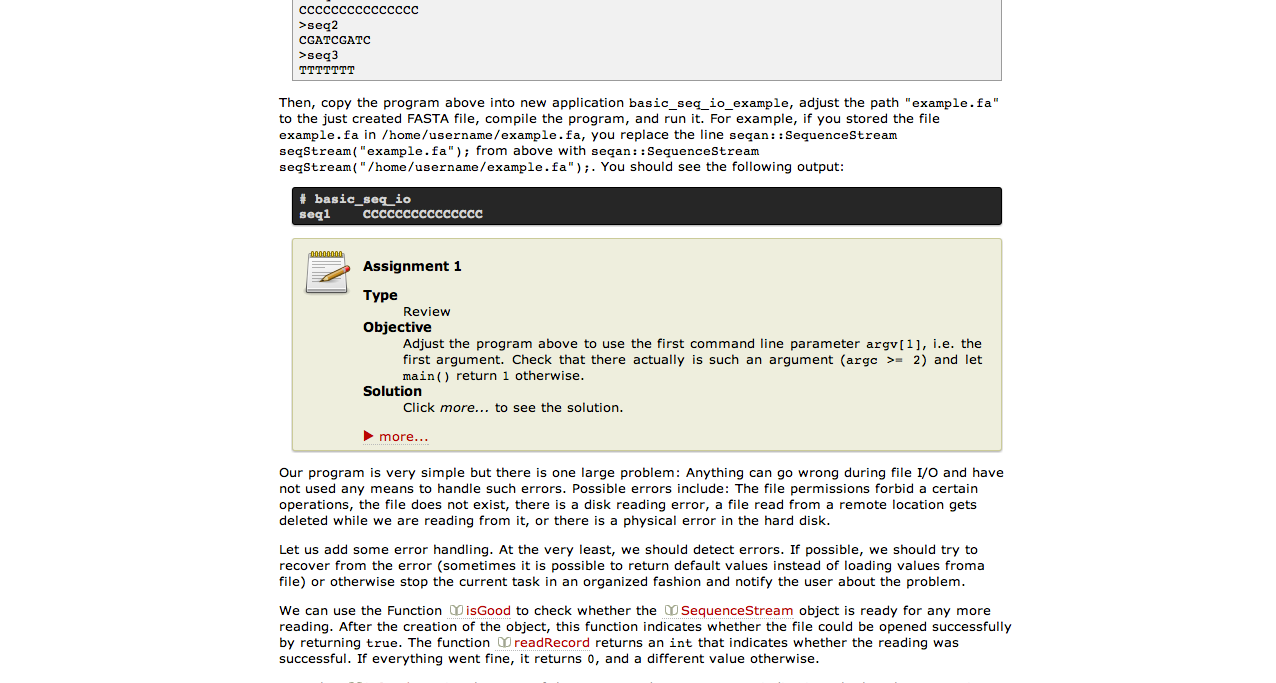 CCCCCCCCCCCCCCC
>seq2
CGATCGATC
>seq3
TTTTTTT
Then, copy the program above into new application basic_seq_io_example, adjust the path "example.fa"
to the just created FASTA file, compile the program, and run it. For example, if you stored the file
example.fa in /home/username/example.fa, you replace the line seqan::SequenceStream
seqStream("example.fa"); from above with seqan::SequenceStream
seqStream("/home/username/example.fa");. You should see the following output:
# basic_seq_io
seq1    CCCCCCCCCCCCCCC
Assignment 1
Type
Review
Objective
Adjust the program above to use the first command line parameter argv[1], i.e. the
first argument. Check that there actually is such an argument (argc >= 2) and let
main() return 1 otherwise.
Solution
Click more... to see the solution.
more...
Our program is very simple but there is one large problem: Anything can go wrong during file I/O and have
not used any means to handle such errors. Possible errors include: The file permissions forbid a certain
operations, the file does not exist, there is a disk reading error, a file read from a remote location gets
deleted while we are reading from it, or there is a physical error in the hard disk.
Let us add some error handling. At the very least, we should detect errors. If possible, we should try to
recover from the error (sometimes it is possible to return default values instead of loading values froma
file) or otherwise stop the current task in an organized fashion and notify the user about the problem.
We can use the Function isGood to check whether the SequenceStream object is ready for any more
reading. After the creation of the object, this function indicates whether the file could be opened successfully
by returning true. The function readRecord returns an int that indicates whether the reading was
successful. If everything went fine, it returns 0, and a different value otherwise.